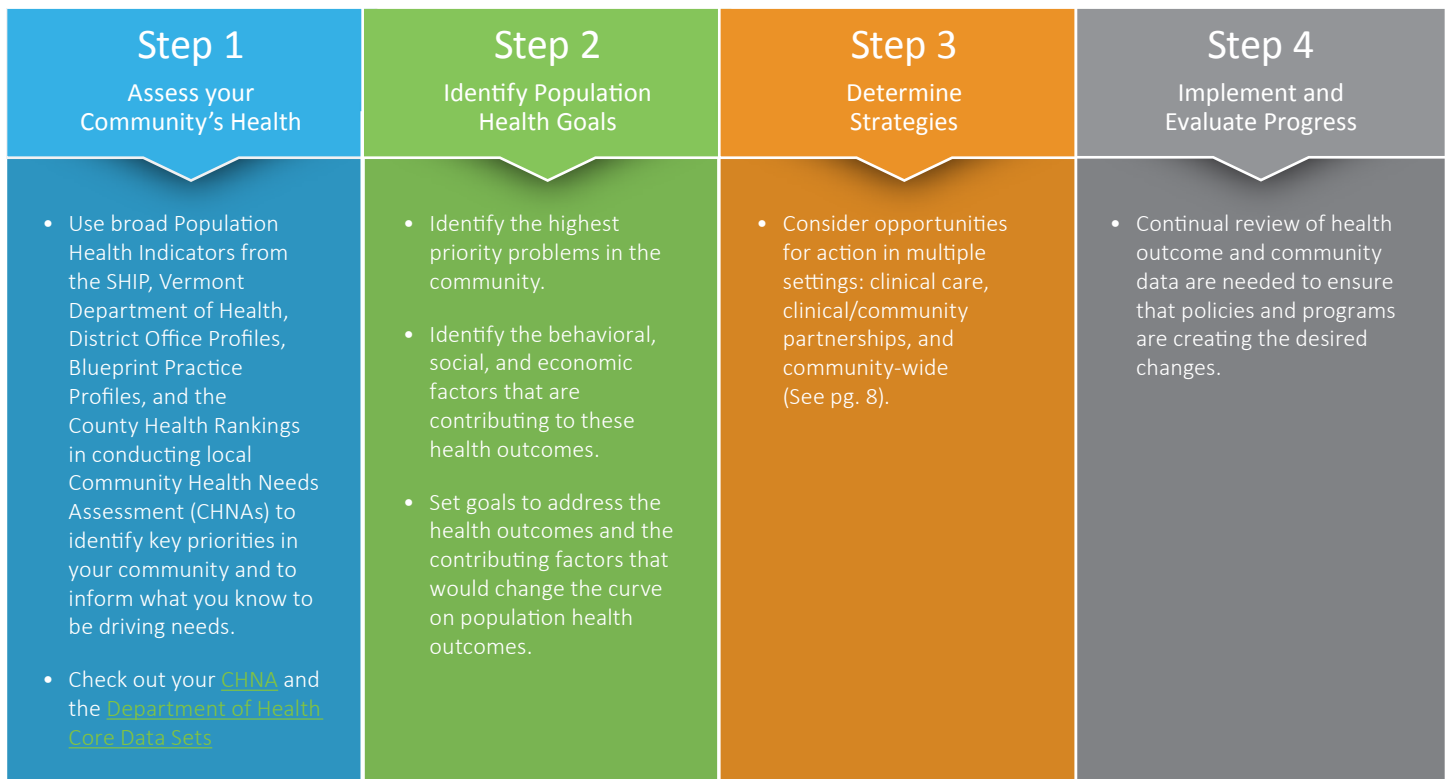 Step 1
Assess your
Community's Health
• Use broad Population
Health Indicators from
the SHIP, Vermont
Department of Health,
District Office Profiles,
Blueprint Practice
Profiles, and the
County Health Rankings
in conducting local
Community Health Needs
Assessment (CHNAs) to
identify key priorities in
your community and to
inform what you know to
be driving needs.
• Check out your CHNA and
the Department of Health
Core Data Sets
Step 2
Identify Population
Health Goals
• Identify the highest
priority problems in the
community.
• Identify the behavioral,
social, and economic
factors that are
contributing to these
health outcomes.
• Set goals to address the
health outcomes and the
contributing factors that
would change the curve
on population health
outcomes.
Step 3
Determine
Strategies
• Consider opportunities
for action in multiple
settings: clinical care,
clinical/community
partnerships, and
community-wide
(See pg. 8).
Step 4
Implement and
Evaluate Progress
• Continual review of health
outcome and community
data are needed to ensure
that policies and programs
are creating the desired
changes.